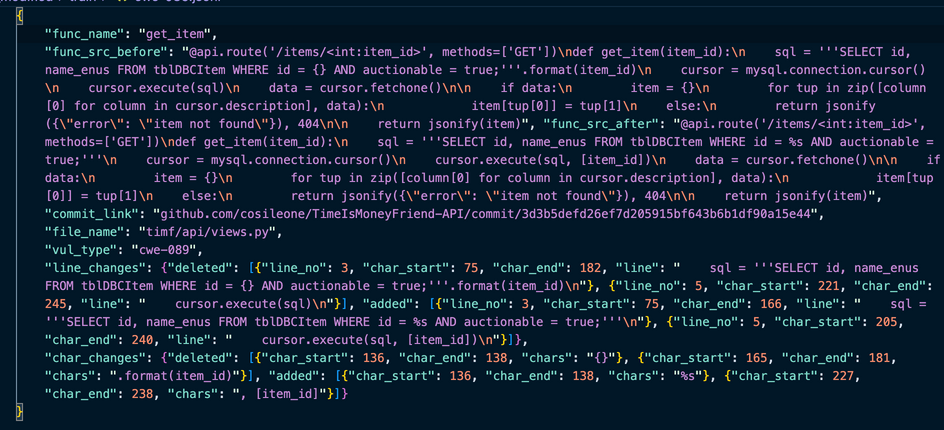 {
"func_name": "get_item",
"func_src_before": "@api.route('/items/<int:item_id>', methods=['GET'])\ndef get_item(item_id):\n    sql = '''SELECT id,
name_enus FROM tblDBCItem WHERE id = {} AND auctionable = true;'''.format(item_id)\n    cursor = mysql.connection.cursor()
\n    cursor.execute(sql)\n    data = cursor.fetchone()\n\n    if data:\n        item = {}\n        for tup in zip([column
[0] for column in cursor.description], data):\n            item[tup[0]] = tup[1]\n    else:\n        return jsonify
({\"error\": \"item not found\"}), 404\n\n    return jsonify(item)", "func_src_after": "@api.route('/items/<int:item_id>',
methods=['GET'])\ndef get_item(item_id):\n    sql = '''SELECT id, name_enus FROM tblDBCItem WHERE id = %s AND auctionable =
true;'''\n    cursor = mysql.connection.cursor()\n    cursor.execute(sql, [item_id])\n    data = cursor.fetchone()\n\n    if
data:\n        item = {}\n        for tup in zip([column[0] for column in cursor.description], data):\n            item[tup
[0]] = tup[1]\n    else:\n        return jsonify({\"error\": \"item not found\"}), 404\n\n    return jsonify(item)",
"commit_link": "github.com/cosileone/TimeIsMoneyFriend-API/commit/3d3b5defd26ef7d205915bf643b6b1df90a15e44",
"file_name": "timf/api/views.py",
"vul_type": "cwe-089",
"line_changes": {"deleted": [{"line_no": 3, "char_start": 75, "char_end": 182, "line": "    sql = '''SELECT id, name_enus
FROM tblDBCItem WHERE id = {} AND auctionable = true;'''.format(item_id)\n"}, {"line_no": 5, "char_start": 221, "char_end":
245, "line": "    cursor.execute(sql)\n"}], "added": [{"line_no": 3, "char_start": 75, "char_end": 166, "line": "    sql =
'''SELECT id, name_enus FROM tblDBCItem WHERE id = %s AND auctionable = true;'''\n"}, {"line_no": 5, "char_start": 205,
"char_end": 240, "line": "    cursor.execute(sql, [item_id])\n"}]},
"char_changes": {"deleted": [{"char_start": 136, "char_end": 138, "chars": "{}"}, {"char_start": 165, "char_end": 181,
"chars": ".format(item_id)"}], "added": [{"char_start": 136, "char_end": 138, "chars": "%s"}, {"char_start": 227,
"char_end": 238, "chars": ", [item_id]"}]}
}